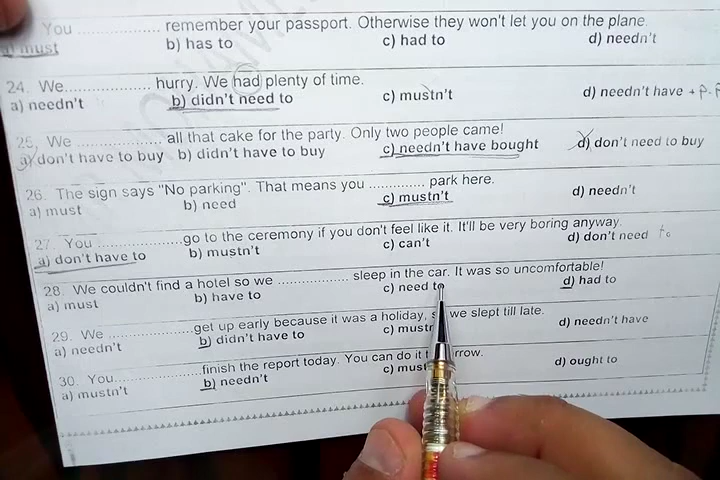 You .................. remember your passport. Otherwise they won't let you on the plane.
a) must b) has to c) had to d) needn't
24. We.................... hurry. We had plenty of time.
a) needn't b) didn't need to c) mustn't d) needn't have + P.P
25. We .................... all that cake for the party. Only two people came!
a) don't have to buy b) didn't have to buy c) needn't have bought d) don't need to buy
26. The sign says "No parking". That means you ............. park here.
a) must b) need c) mustn't d) needn't
27. You ....................go to the ceremony if you don't feel like it. It'll be very boring anyway.
a) don't have to b) mustn't c) can't d) don't need to
28. We couldn't find a hotel so we .................. sleep in the car. It was so uncomfortable!
a) must b) have to c) need to d) had to
29. We ....................get up early because it was a holiday, we slept till late.
a) needn't b) didn't have to d) needn't have
30. You....................finish the report today. You can do it
a) mustn't b) needn't d) ought to